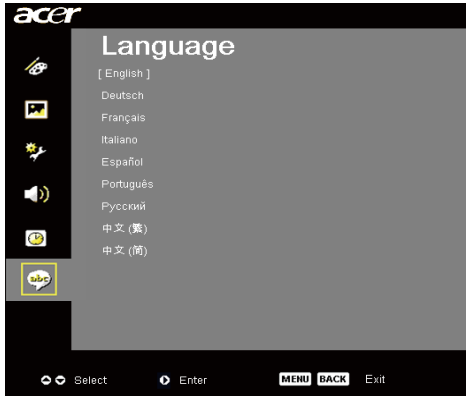 acer
Language
[ English ]
Deutsch
Français
Italiano
Español
Português
Русский
中文 (繁)
中文 (简)
abc
Select Enter MENU BACK Exit